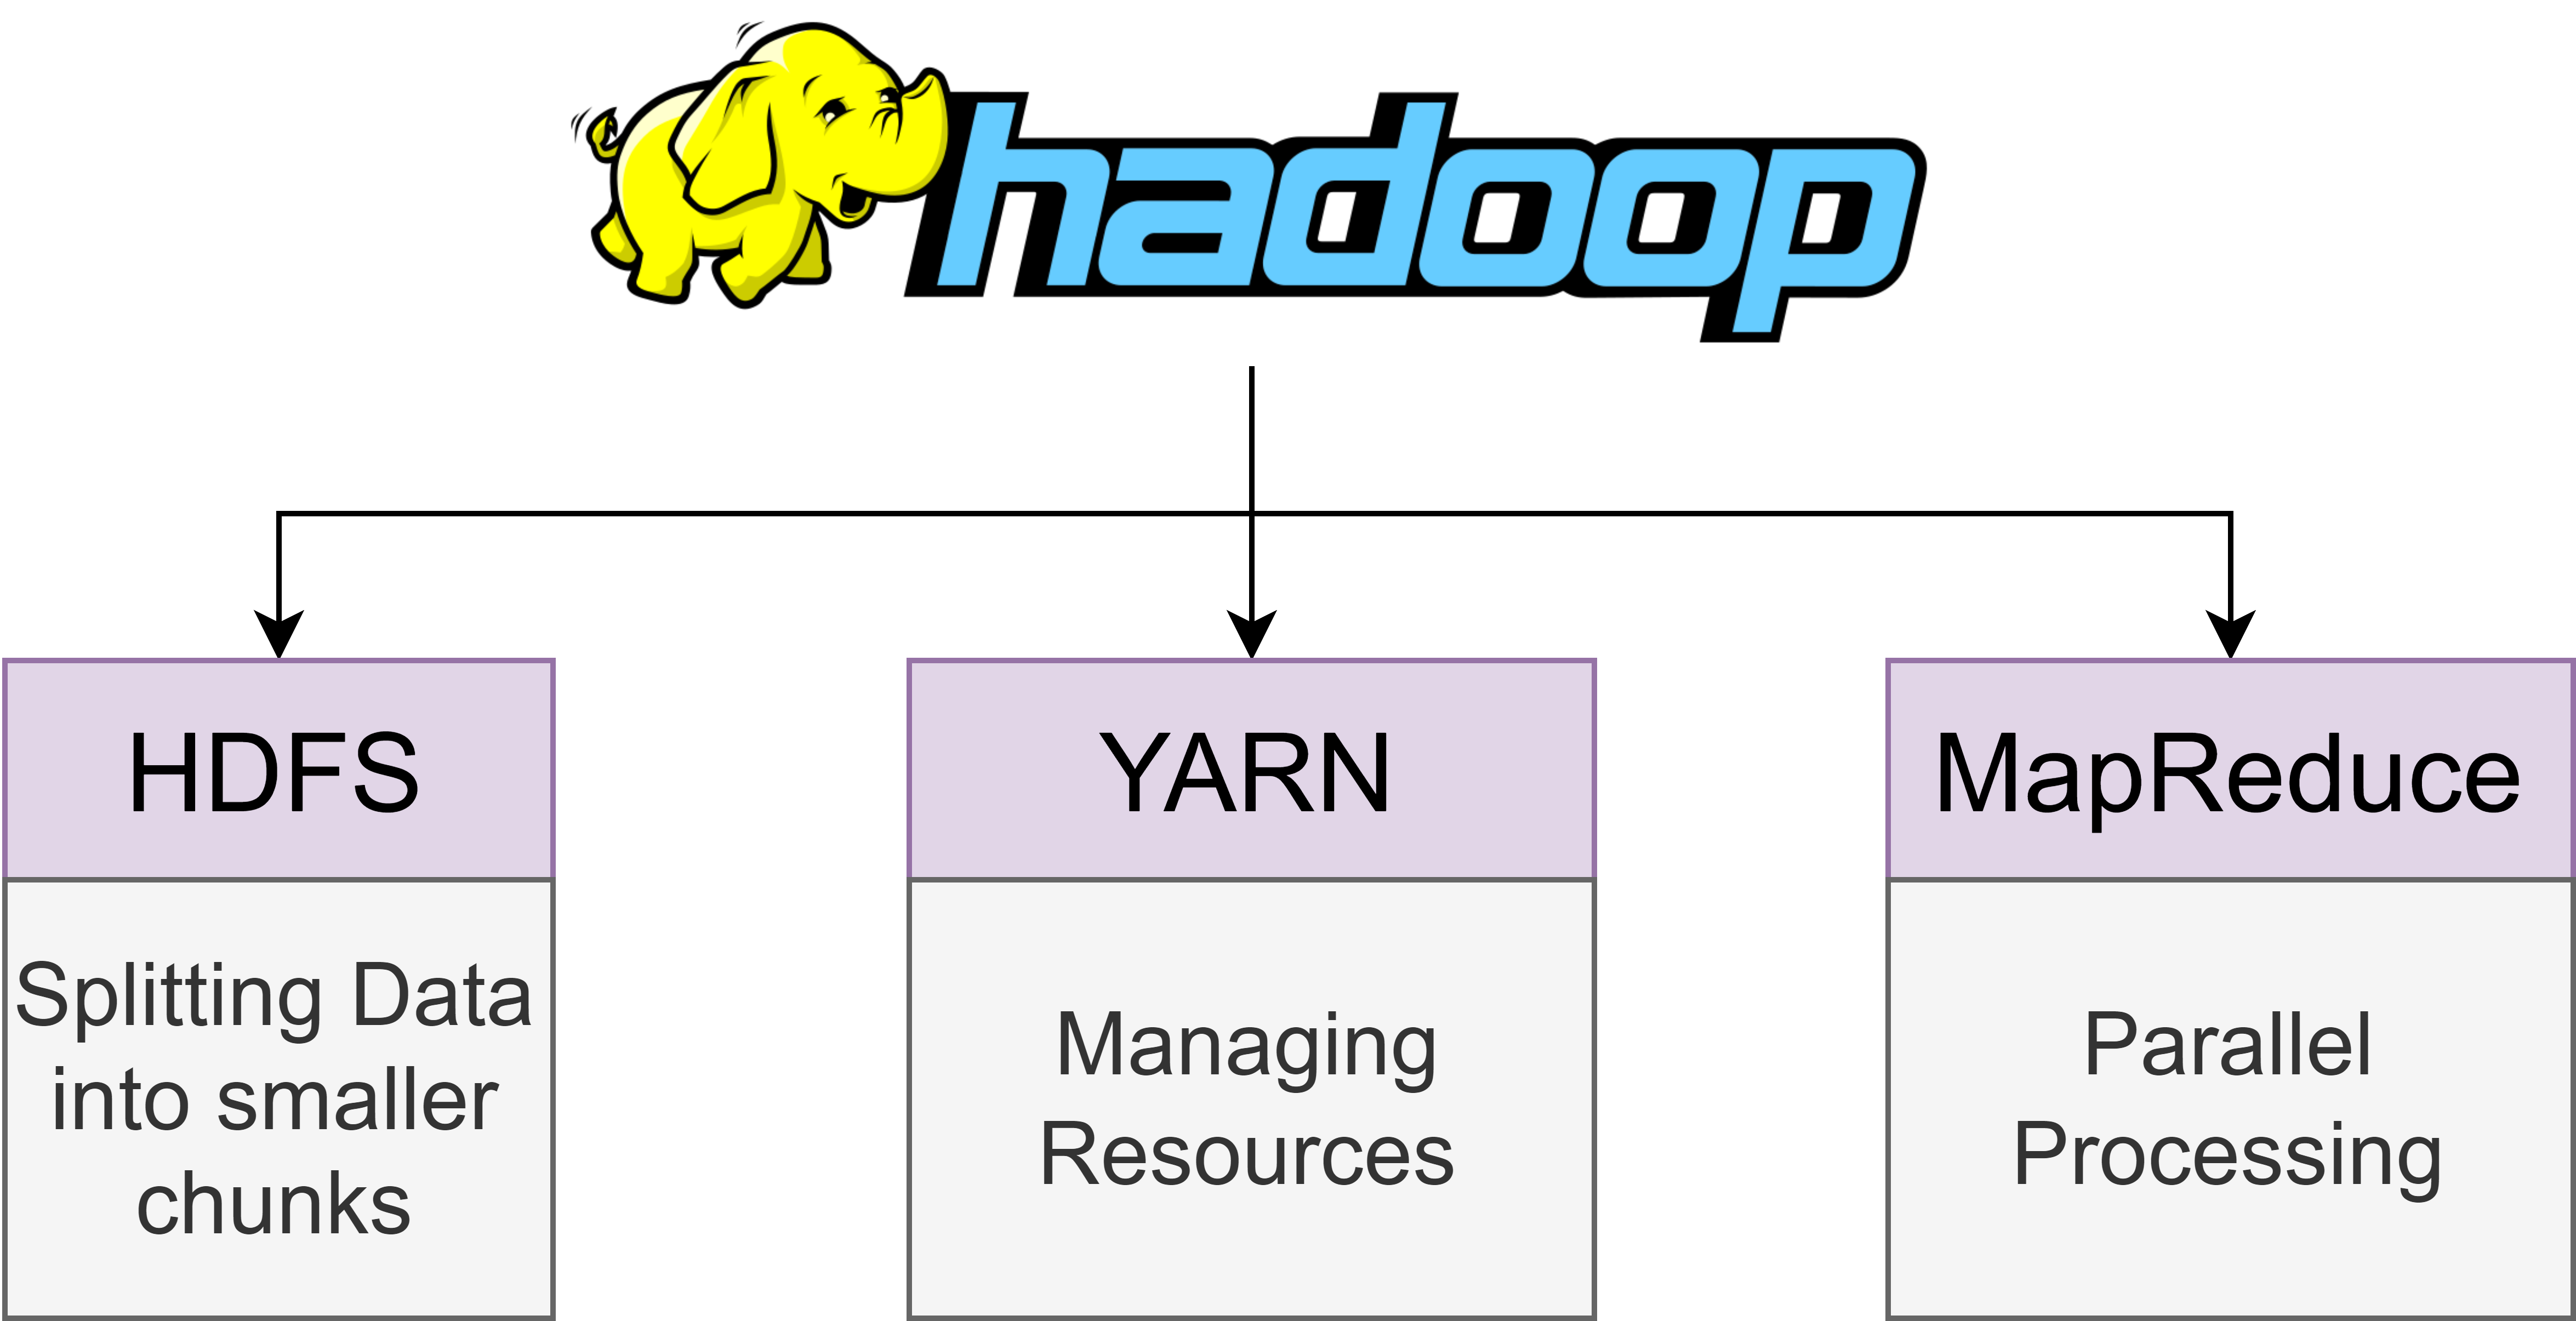 hadoop
HDFS
Splitting Data
into smaller
chunks
YARN
Managing
Resources
MapReduce
Parallel
Processing